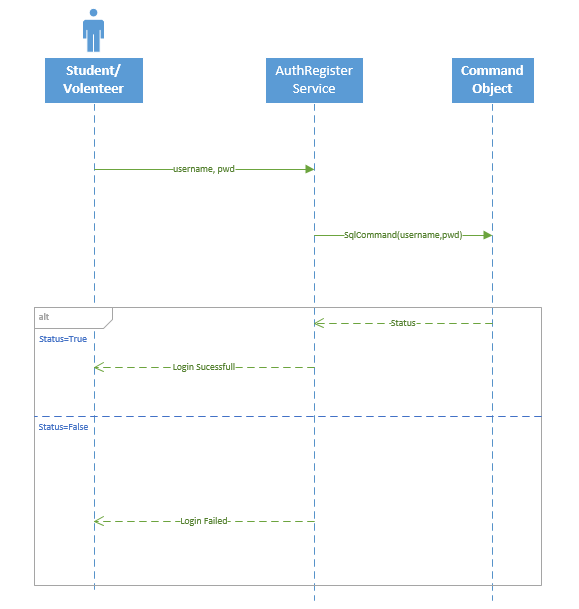 Student/
Volenteer
AuthRegister
Service
Command
Object
username, pwd
SqlCommand(username,pwd)
alt
Status
Status=True
Login Sucessfull
Status=False
Login Failed